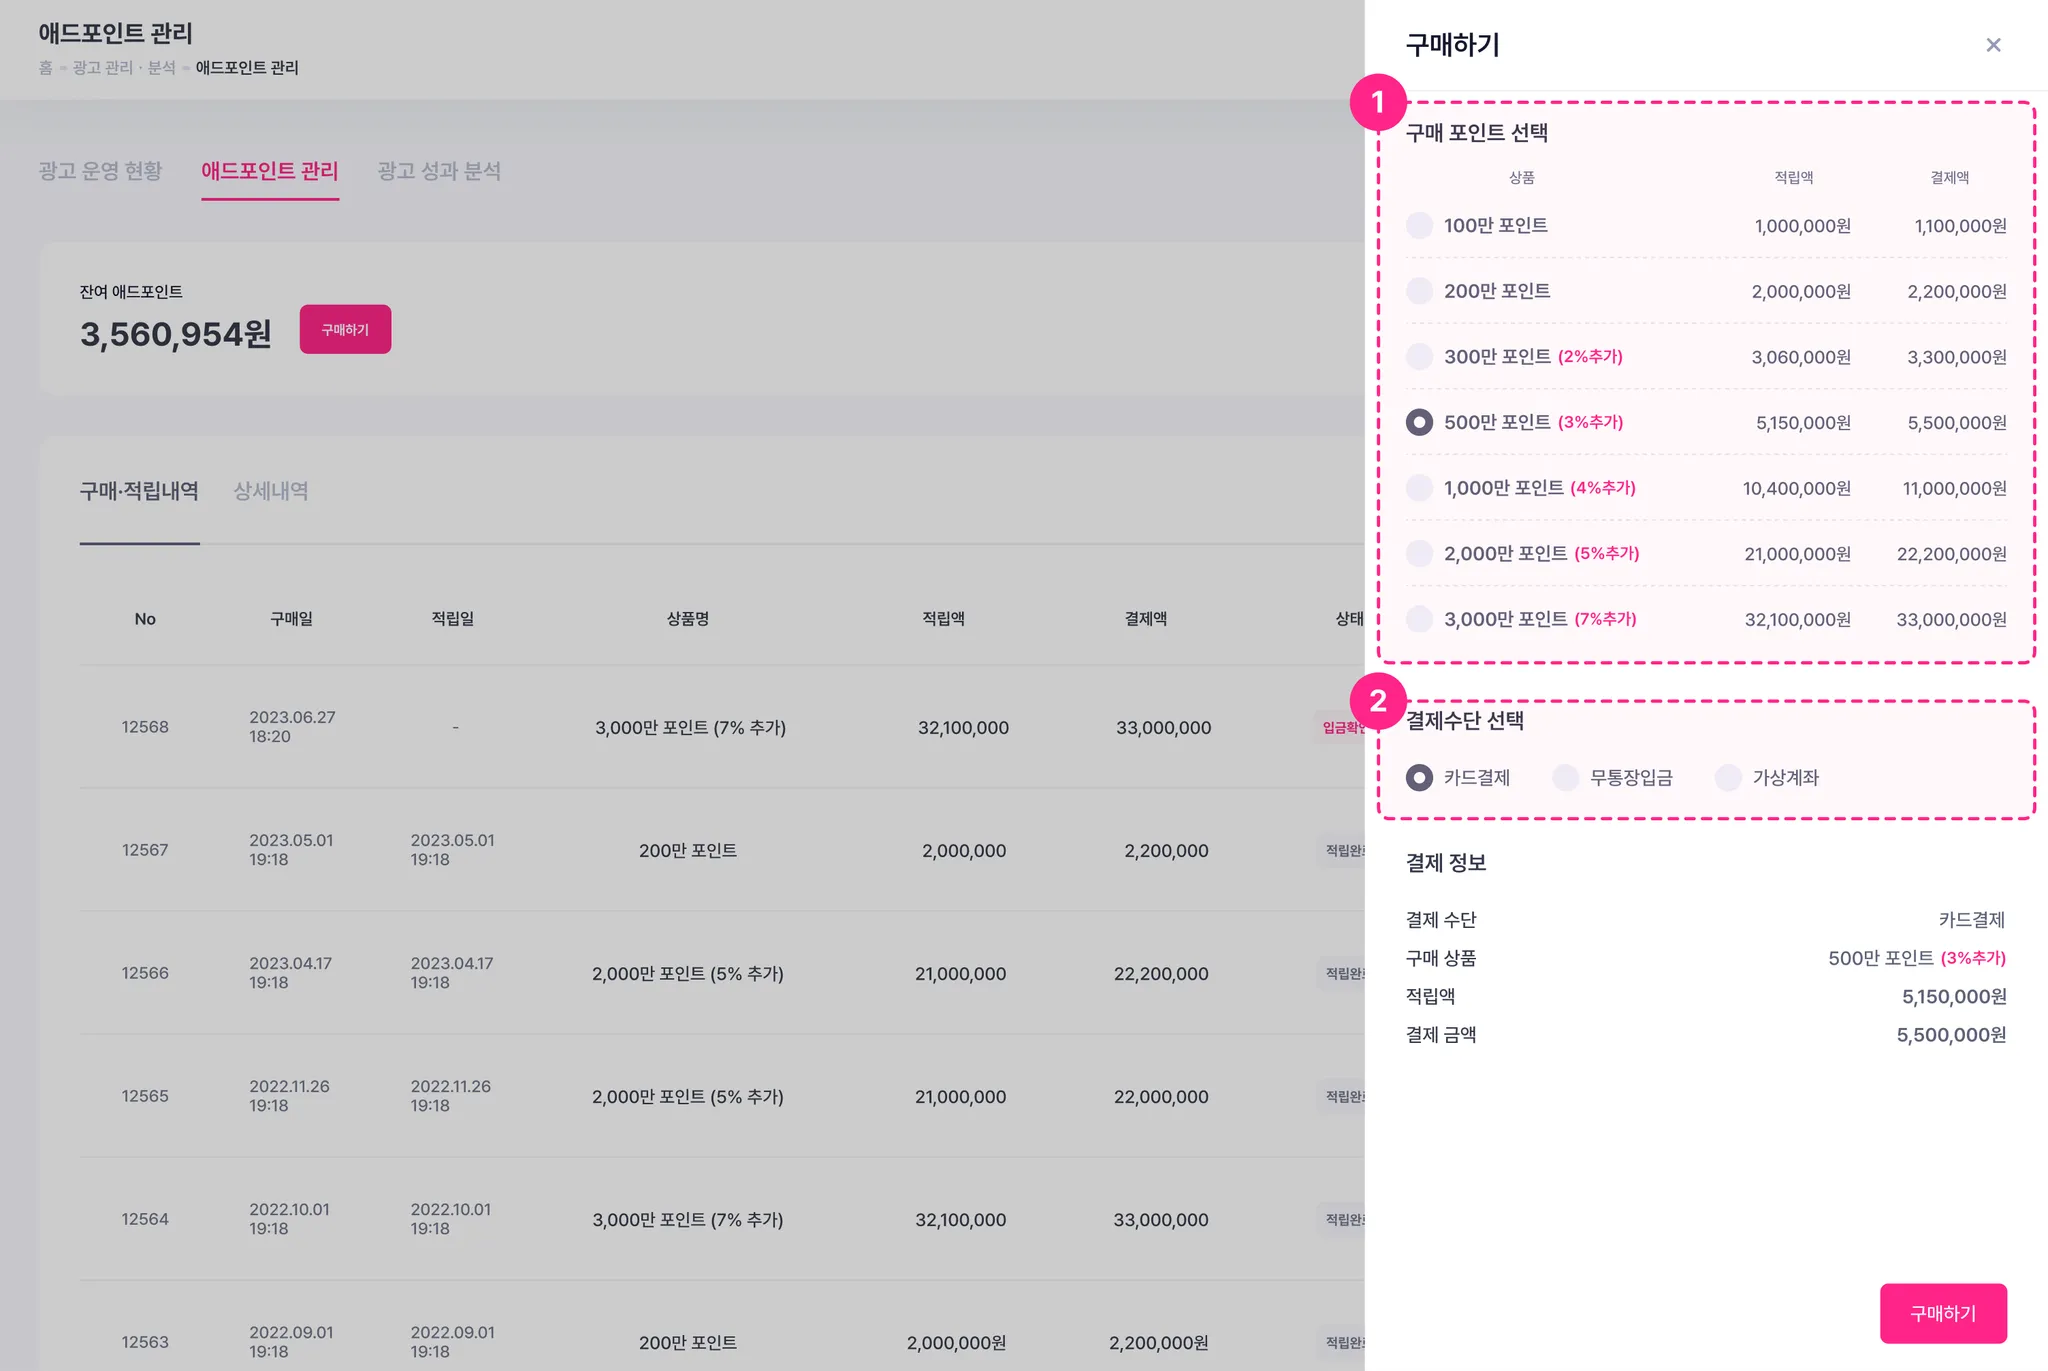 애드포인트 관리
홈 - 광고 관리 · 분석 - 애드포인트 관리
광고 운영 현황 애드포인트 관리 광고 성과 분석
잔여 애드포인트
3,560,954원 구매하기
구매·적립내역 상세내역
No 구매일 적립일 상품명 적립액 결제액 상태
12568 2023.06.27 18:20 - 3,000만 포인트 (7% 추가) 32,100,000 33,000,000
12567 2023.05.01 19:18 2023.05.01 19:18 200만 포인트 2,000,000 2,200,000 적립완
12566 2023.04.17 19:18 2023.04.17 19:18 2,000만 포인트 (5% 추가) 21,000,000 22,200,000 적립완
12565 2022.11.26 19:18 2022.11.26 19:18 2,000만 포인트 (5% 추가) 21,000,000 22,000,000 적립완
12564 2022.10.01 19:18 2022.10.01 19:18 3,000만 포인트 (7% 추가) 32,100,000 33,000,000 적립완
12563 2022.09.01 19:18 2022.09.01 19:18 200만 포인트 2,000,000원 2,200,000원 적립완
구매하기 ×
1
구매 포인트 선택
상품 적립액 결제액
100만 포인트 1,000,000원 1,100,000원
200만 포인트 2,000,000원 2,200,000원
300만 포인트 (2%추가) 3,060,000원 3,300,000원
500만 포인트 (3%추가) 5,150,000원 5,500,000원
1,000만 포인트 (4%추가) 10,400,000원 11,000,000원
2,000만 포인트 (5%추가) 21,000,000원 22,200,000원
3,000만 포인트 (7%추가) 32,100,000원 33,000,000원
2
결제수단 선택
카드결제 무통장입금 가상계좌
결제 정보
결제 수단 카드결제
구매 상품 500만 포인트 (3%추가)
적립액 5,150,000원
결제 금액 5,500,000원
구매하기